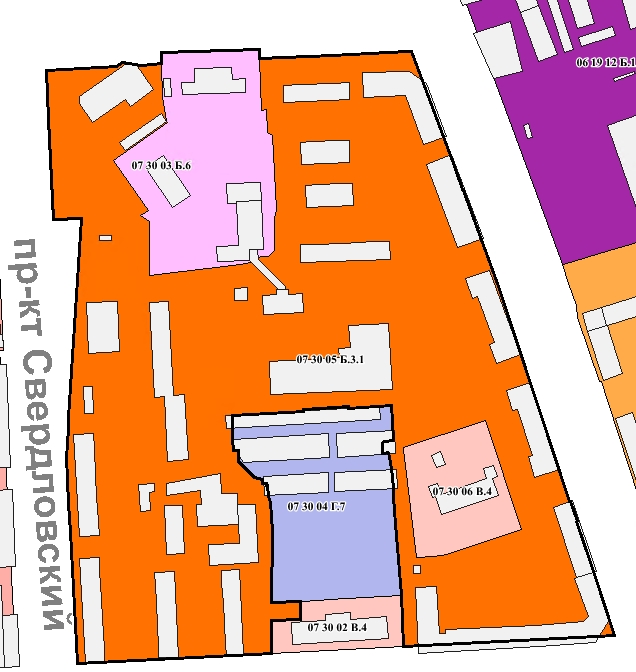 06 19 12 Б.1
07 30 03 Б.6
пр-кт Свердловский
07 30 05 Б.3.1
07 30 06 В.4
07 30 04 Г.7
07 30 02 В.4